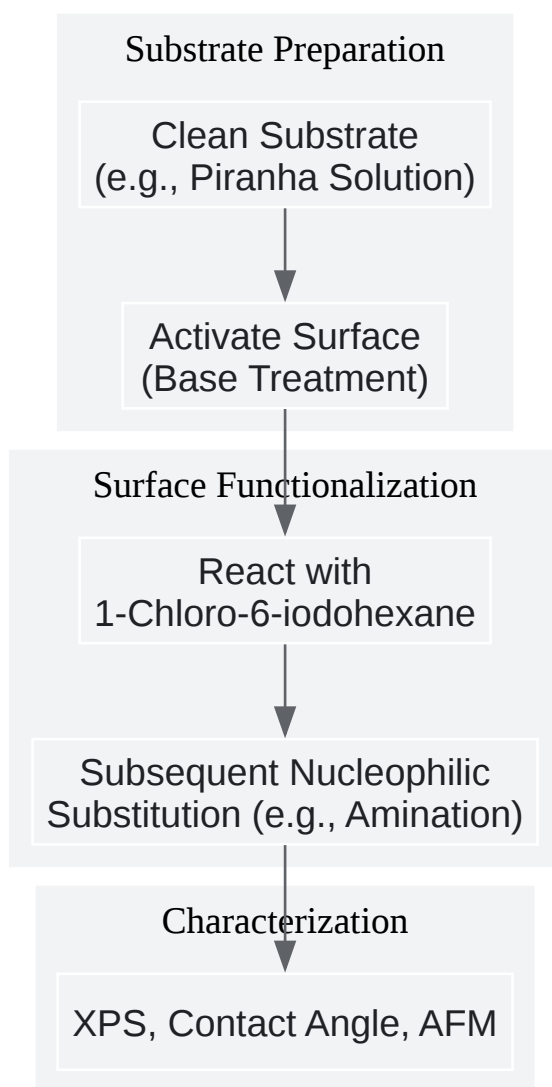 Substrate Preparation
Clean Substrate
(e.g., Piranha Solution)
Activate Surface
(Base Treatment)
Surface Functionalization
React with
1-Chloro-6-iodohexane
Subsequent Nucleophilic
Substitution (e.g., Amination)
Characterization
XPS, Contact Angle, AFM